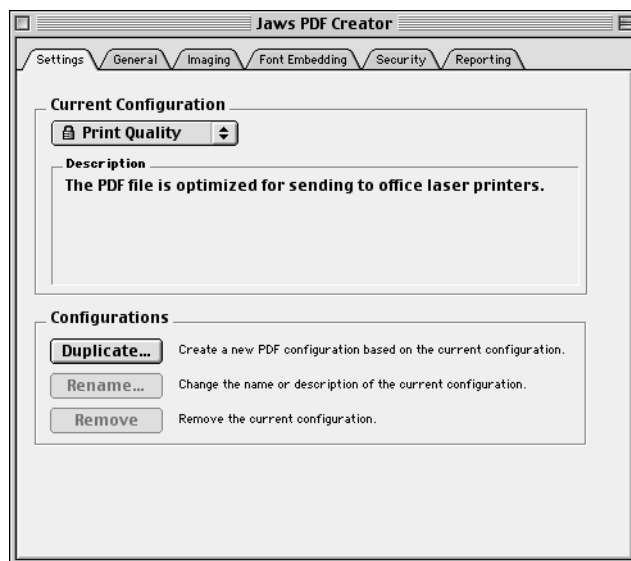 Jaws PDF Creator
Settings General Imaging Font Embedding Security Reporting
Current Configuration
Print Quality
Description
The PDF file is optimized for sending to office laser printers.
Configurations
Duplicate... Create a new PDF configuration based on the current configuration.
Rename... Change the name or description of the current configuration.
Remove Remove the current configuration.